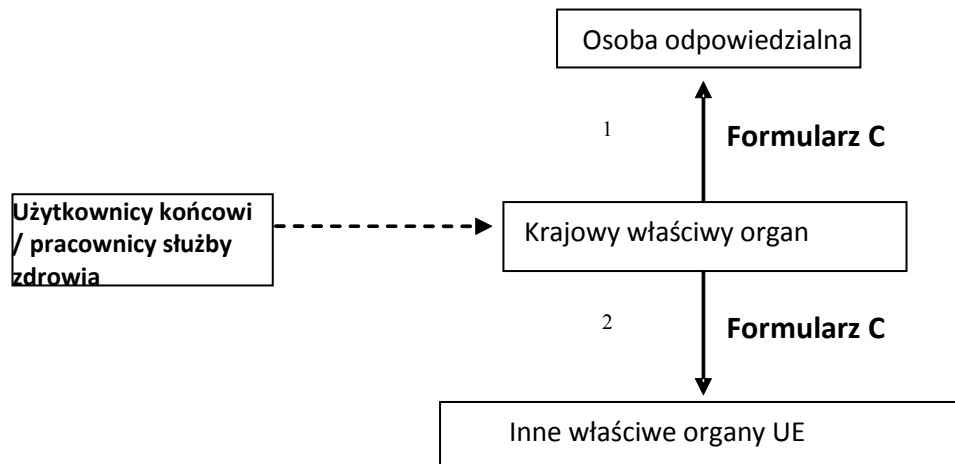 Osoba odpowiedzialna
1
Formularz C
Użytkownicy końcowi
/ pracownicy służby
zdrowia
Krajowy właściwy organ
2
Formularz C
Inne właściwe organy UE